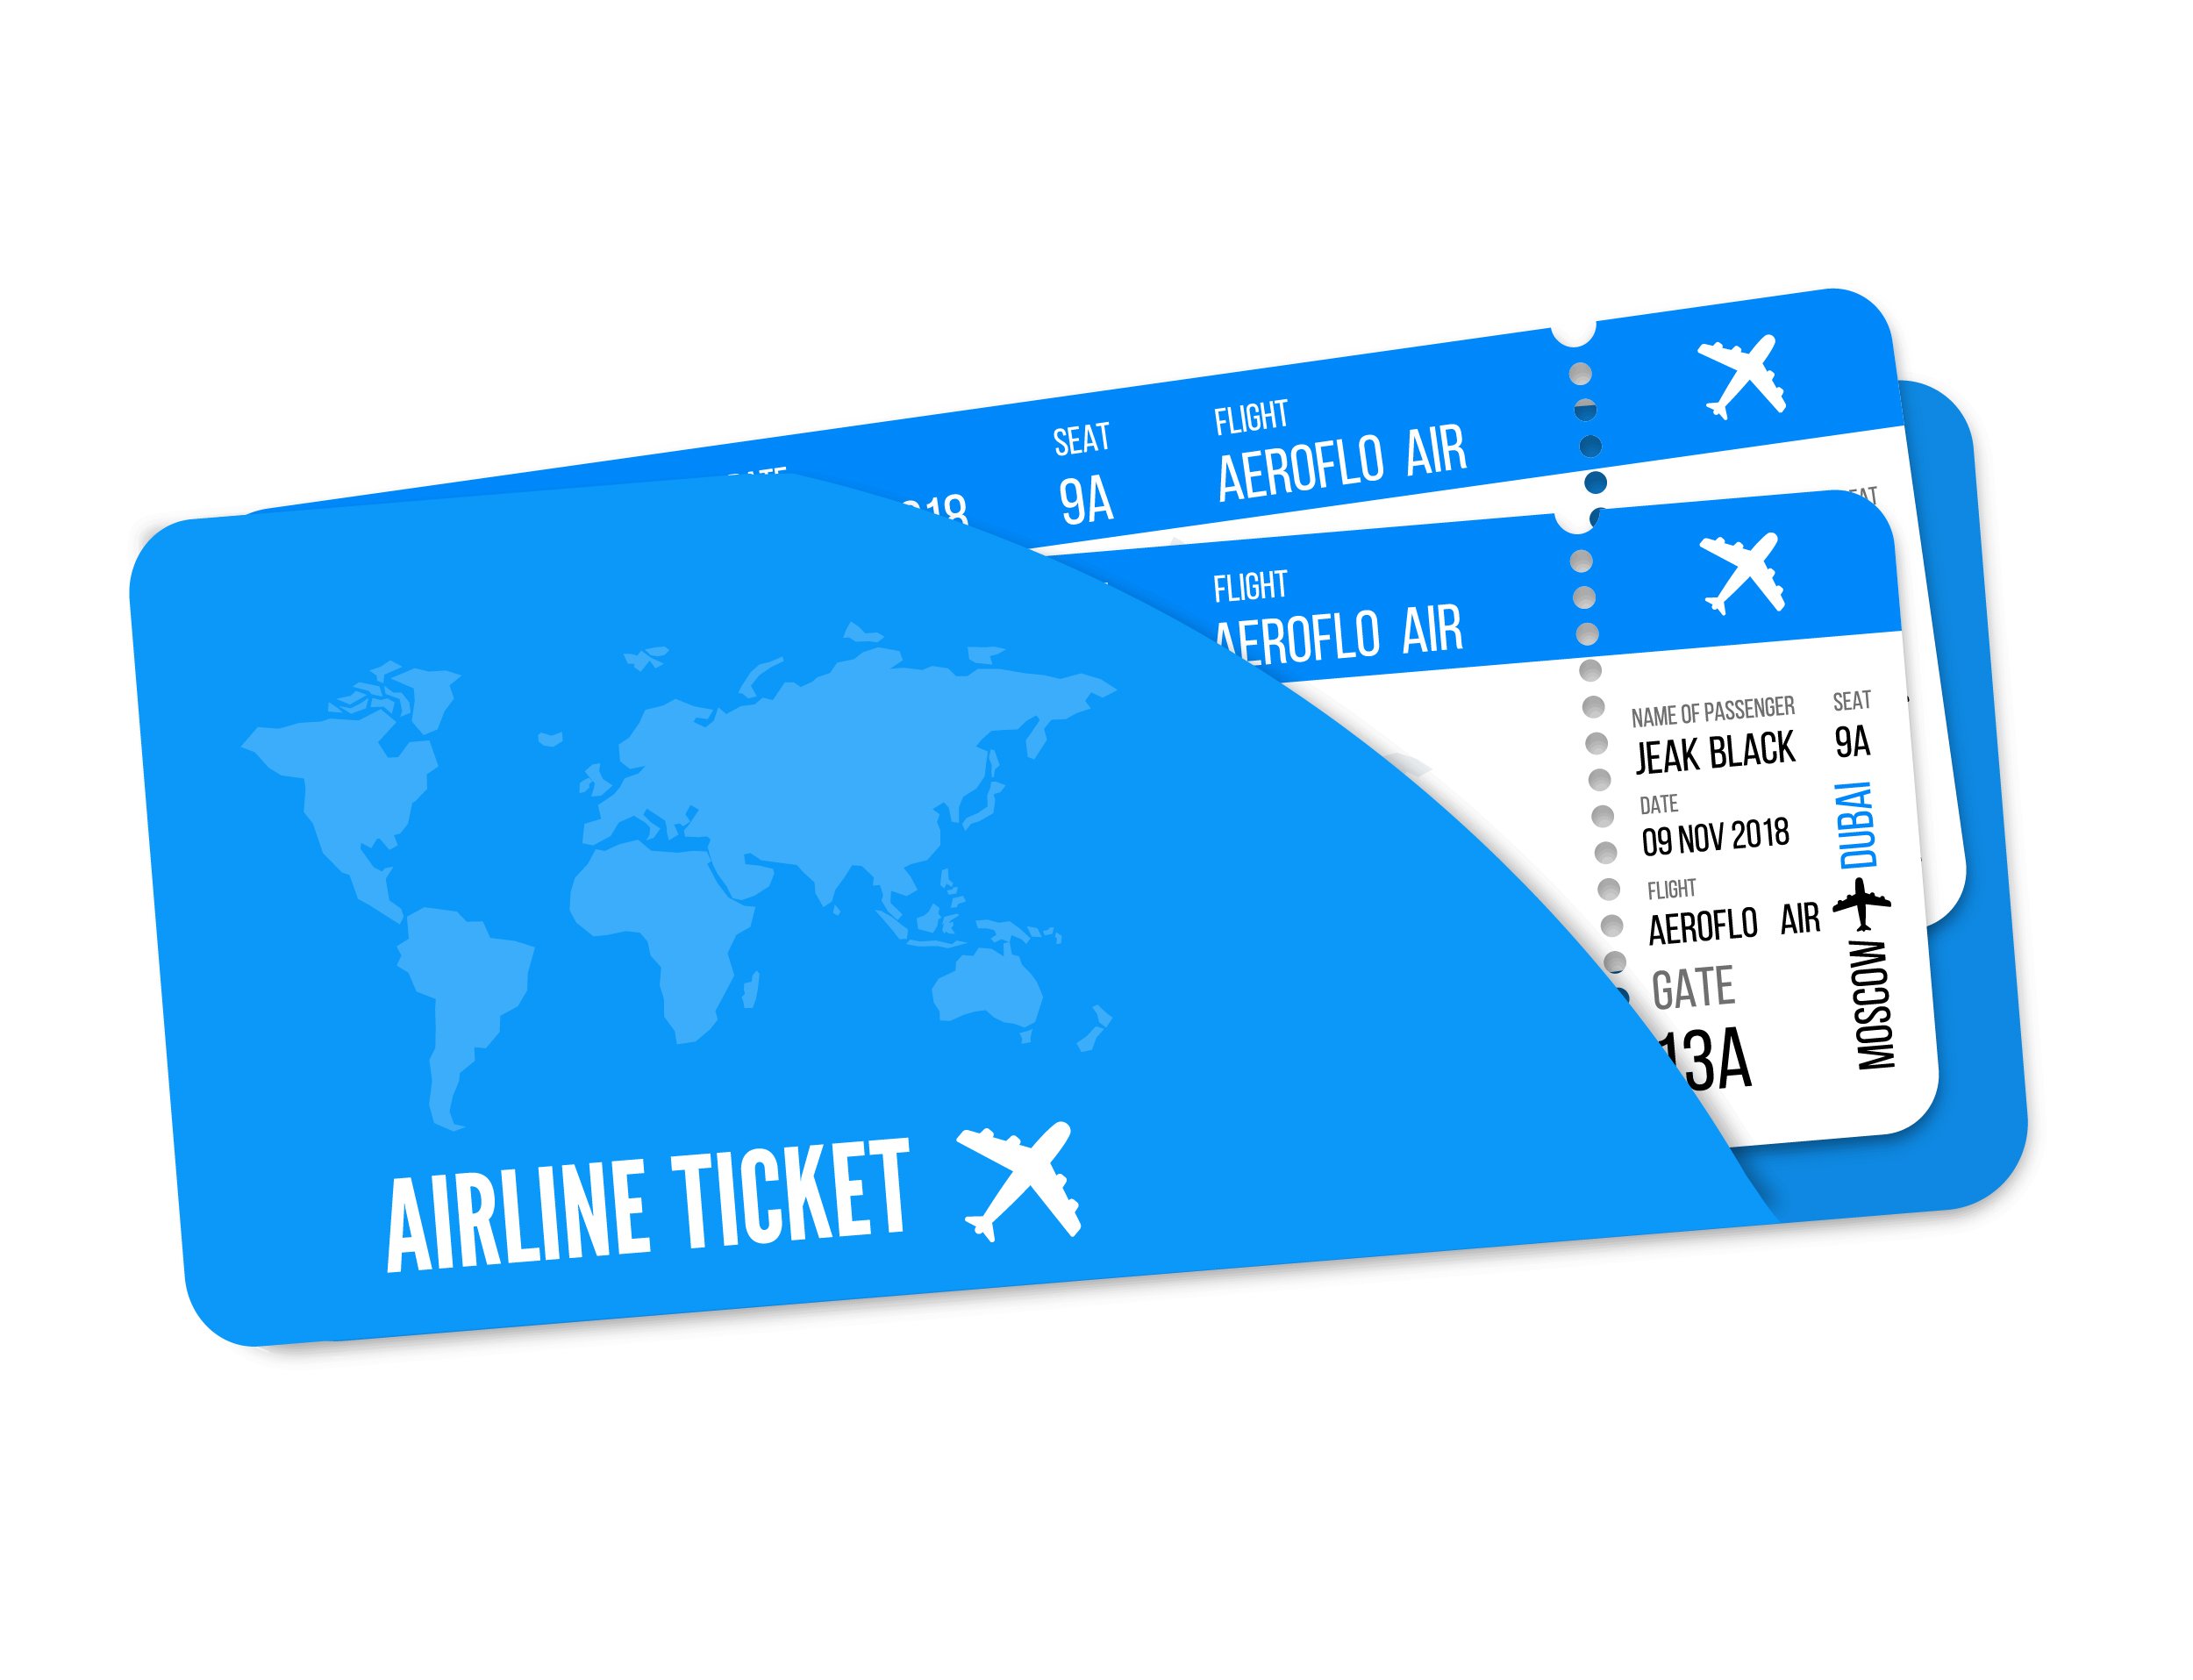 SEAT
9A
FLIGHT
AEROFLO AIR
FLIGHT
AEROFLO AIR
NAME OF PASSENGER
JEAK BLACK
SEAT
9A
DATE
09 NOV 2018
FLIGHT
AEROFLO AIR
GATE
13A
MOSCOW
DUBAI
AIRLINE TICKET